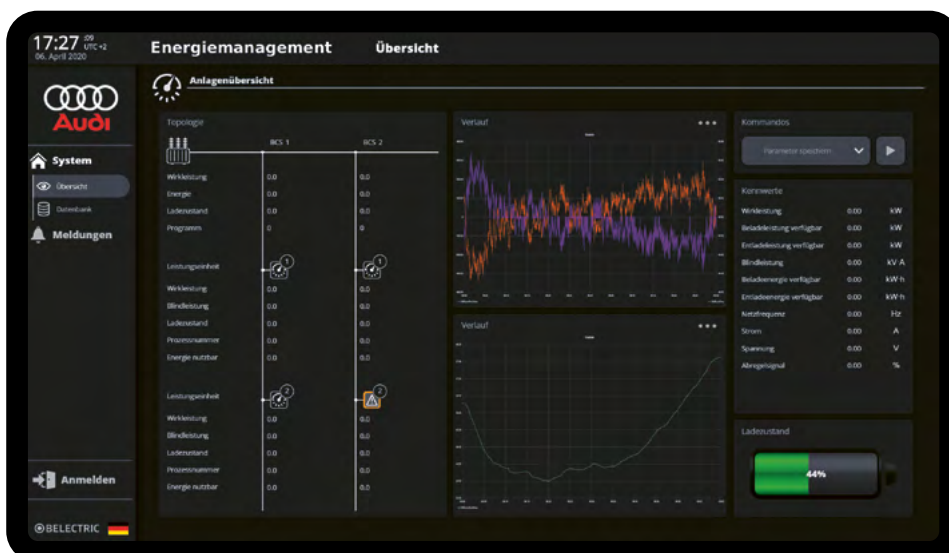 17:27 :09 UTC +2
06. April 2020
Energiemanagement
Übersicht
Audi
System
Übersicht
Datenbank
Meldungen
Anmelden
BELECTRIC
Anlagenübersicht
Topologie
BCS 1 BCS 2
Wirkleistung 0.0 0.0
Energie 0.0 0.0
Ladezustand 0.0 0.0
Programm 0 0
Leistungseinheit 1 1
Wirkleistung 0.0 0.0
Blindleistung 0.0 0.0
Ladezustand 0.0 0.0
Prozessnummer 0.0 0.0
Energie nutzbar 0.0 0.0
Leistungseinheit 2 2
Wirkleistung 0.0 0.0
Blindleistung 0.0 0.0
Ladezustand 0.0 0.0
Prozessnummer 0.0 0.0
Energie nutzbar 0.0 0.0
Verlauf
Verlauf
Kommandos
Parameter speichern
Kennwerte
Wirkleistung 0.00 kW
Beladeleistung verfügbar 0.00 kW
Entladeleistung verfügbar 0.00 kW
Blindleistung 0.00 kV·A
Beladeenergie verfügbar 0.00 kW·h
Entladeenergie verfügbar 0.00 kW·h
Netzfrequenz 0.00 Hz
Strom 0.00 A
Spannung 0.00 V
Abregelsignal 0.00 %
Ladezustand
44%